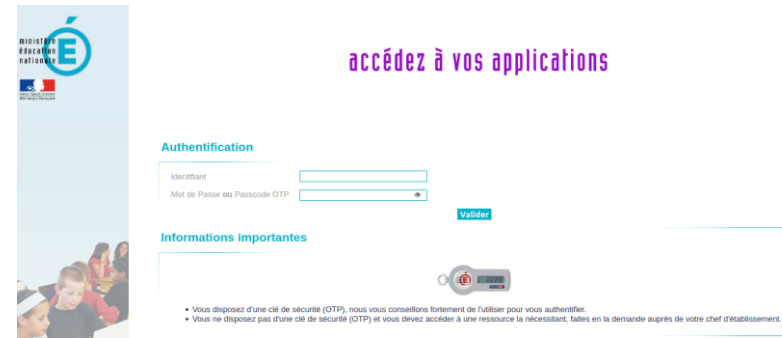 ministère
éducation
nationale
accédez à vos applications
Authentification
Identifiant
Mot de Passe ou Passcode OTP
Valider
Informations importantes
Vous disposez d'une clé de sécurité (OTP), nous vous conseillons fortement de l'utiliser pour vous authentifier.
Vous ne disposez pas d'une clé de sécurité (OTP) et vous devez accéder à une ressource la nécessitant, faites en la demande auprès de votre chef d'établissement.